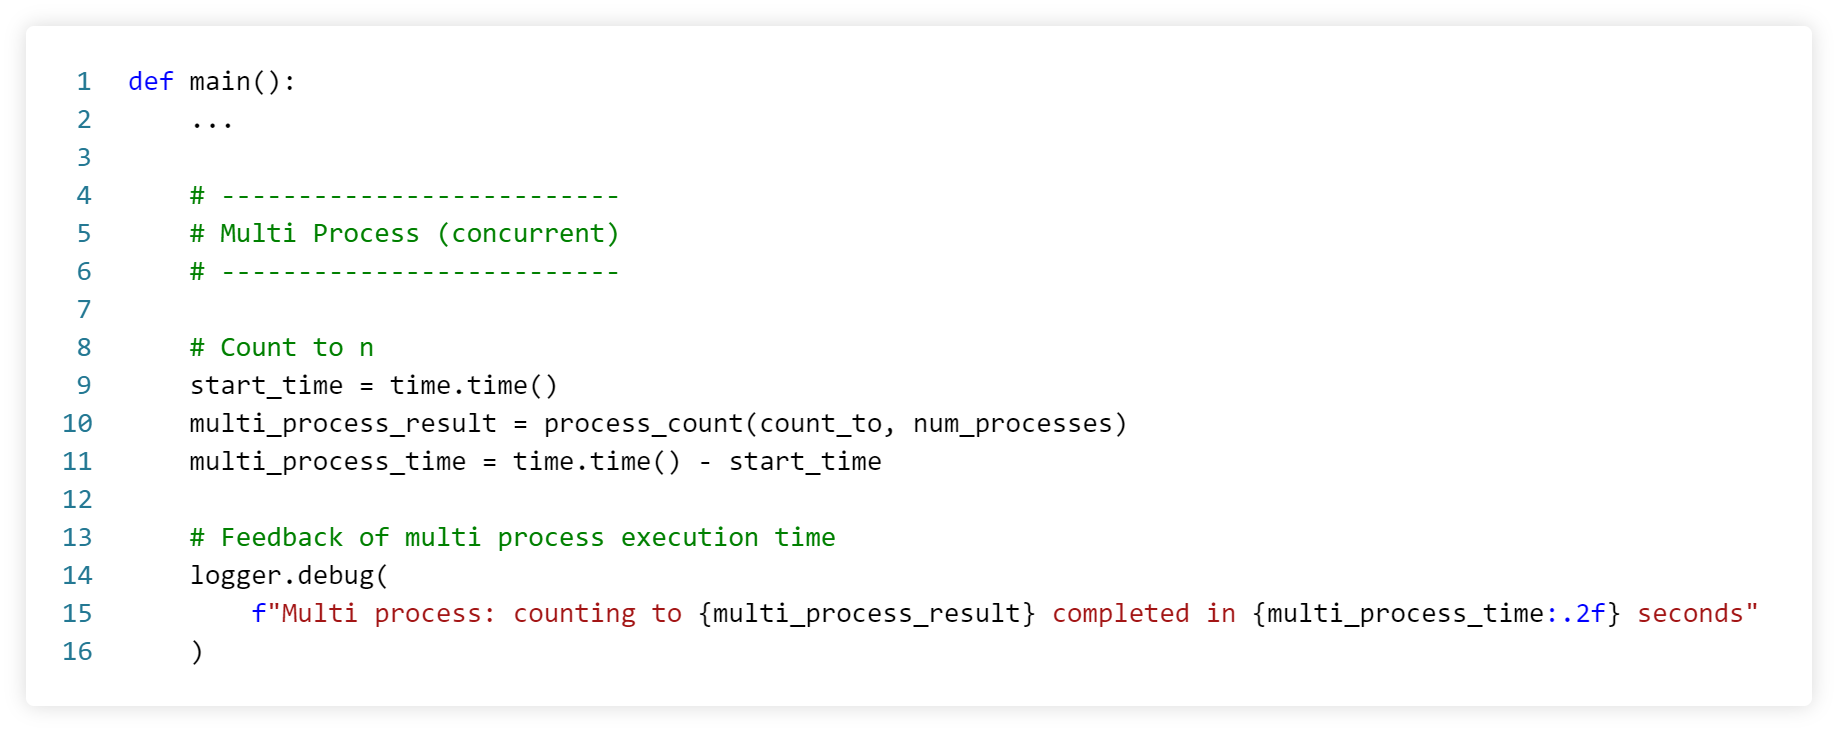 1 def main():
2     ...
3
4     # --------------------------
5     # Multi Process (concurrent)
6     # --------------------------
7
8     # Count to n
9     start_time = time.time()
10     multi_process_result = process_count(count_to, num_processes)
11     multi_process_time = time.time() - start_time
12
13     # Feedback of multi process execution time
14     logger.debug(
15         f"Multi process: counting to {multi_process_result} completed in {multi_process_time:.2f} seconds"
16     )